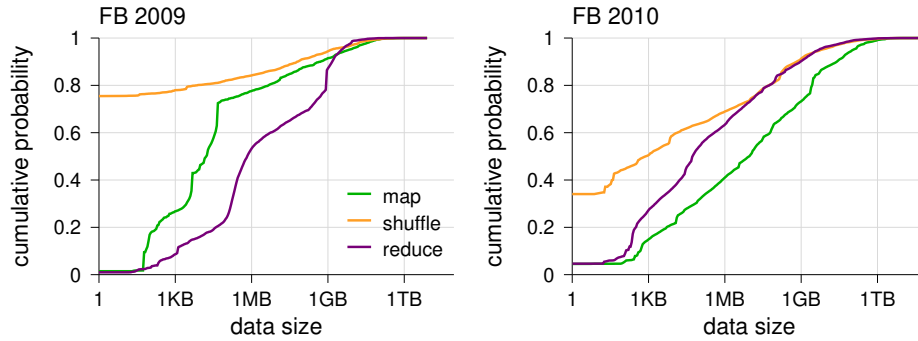 FB 2009
cumulative probability
1
0.8
0.6
0.4
0.2
0
1
1KB
1MB
1GB
1TB
data size
map
shuffle
reduce
FB 2010
cumulative probability
1
0.8
0.6
0.4
0.2
0
1
1KB
1MB
1GB
1TB
data size